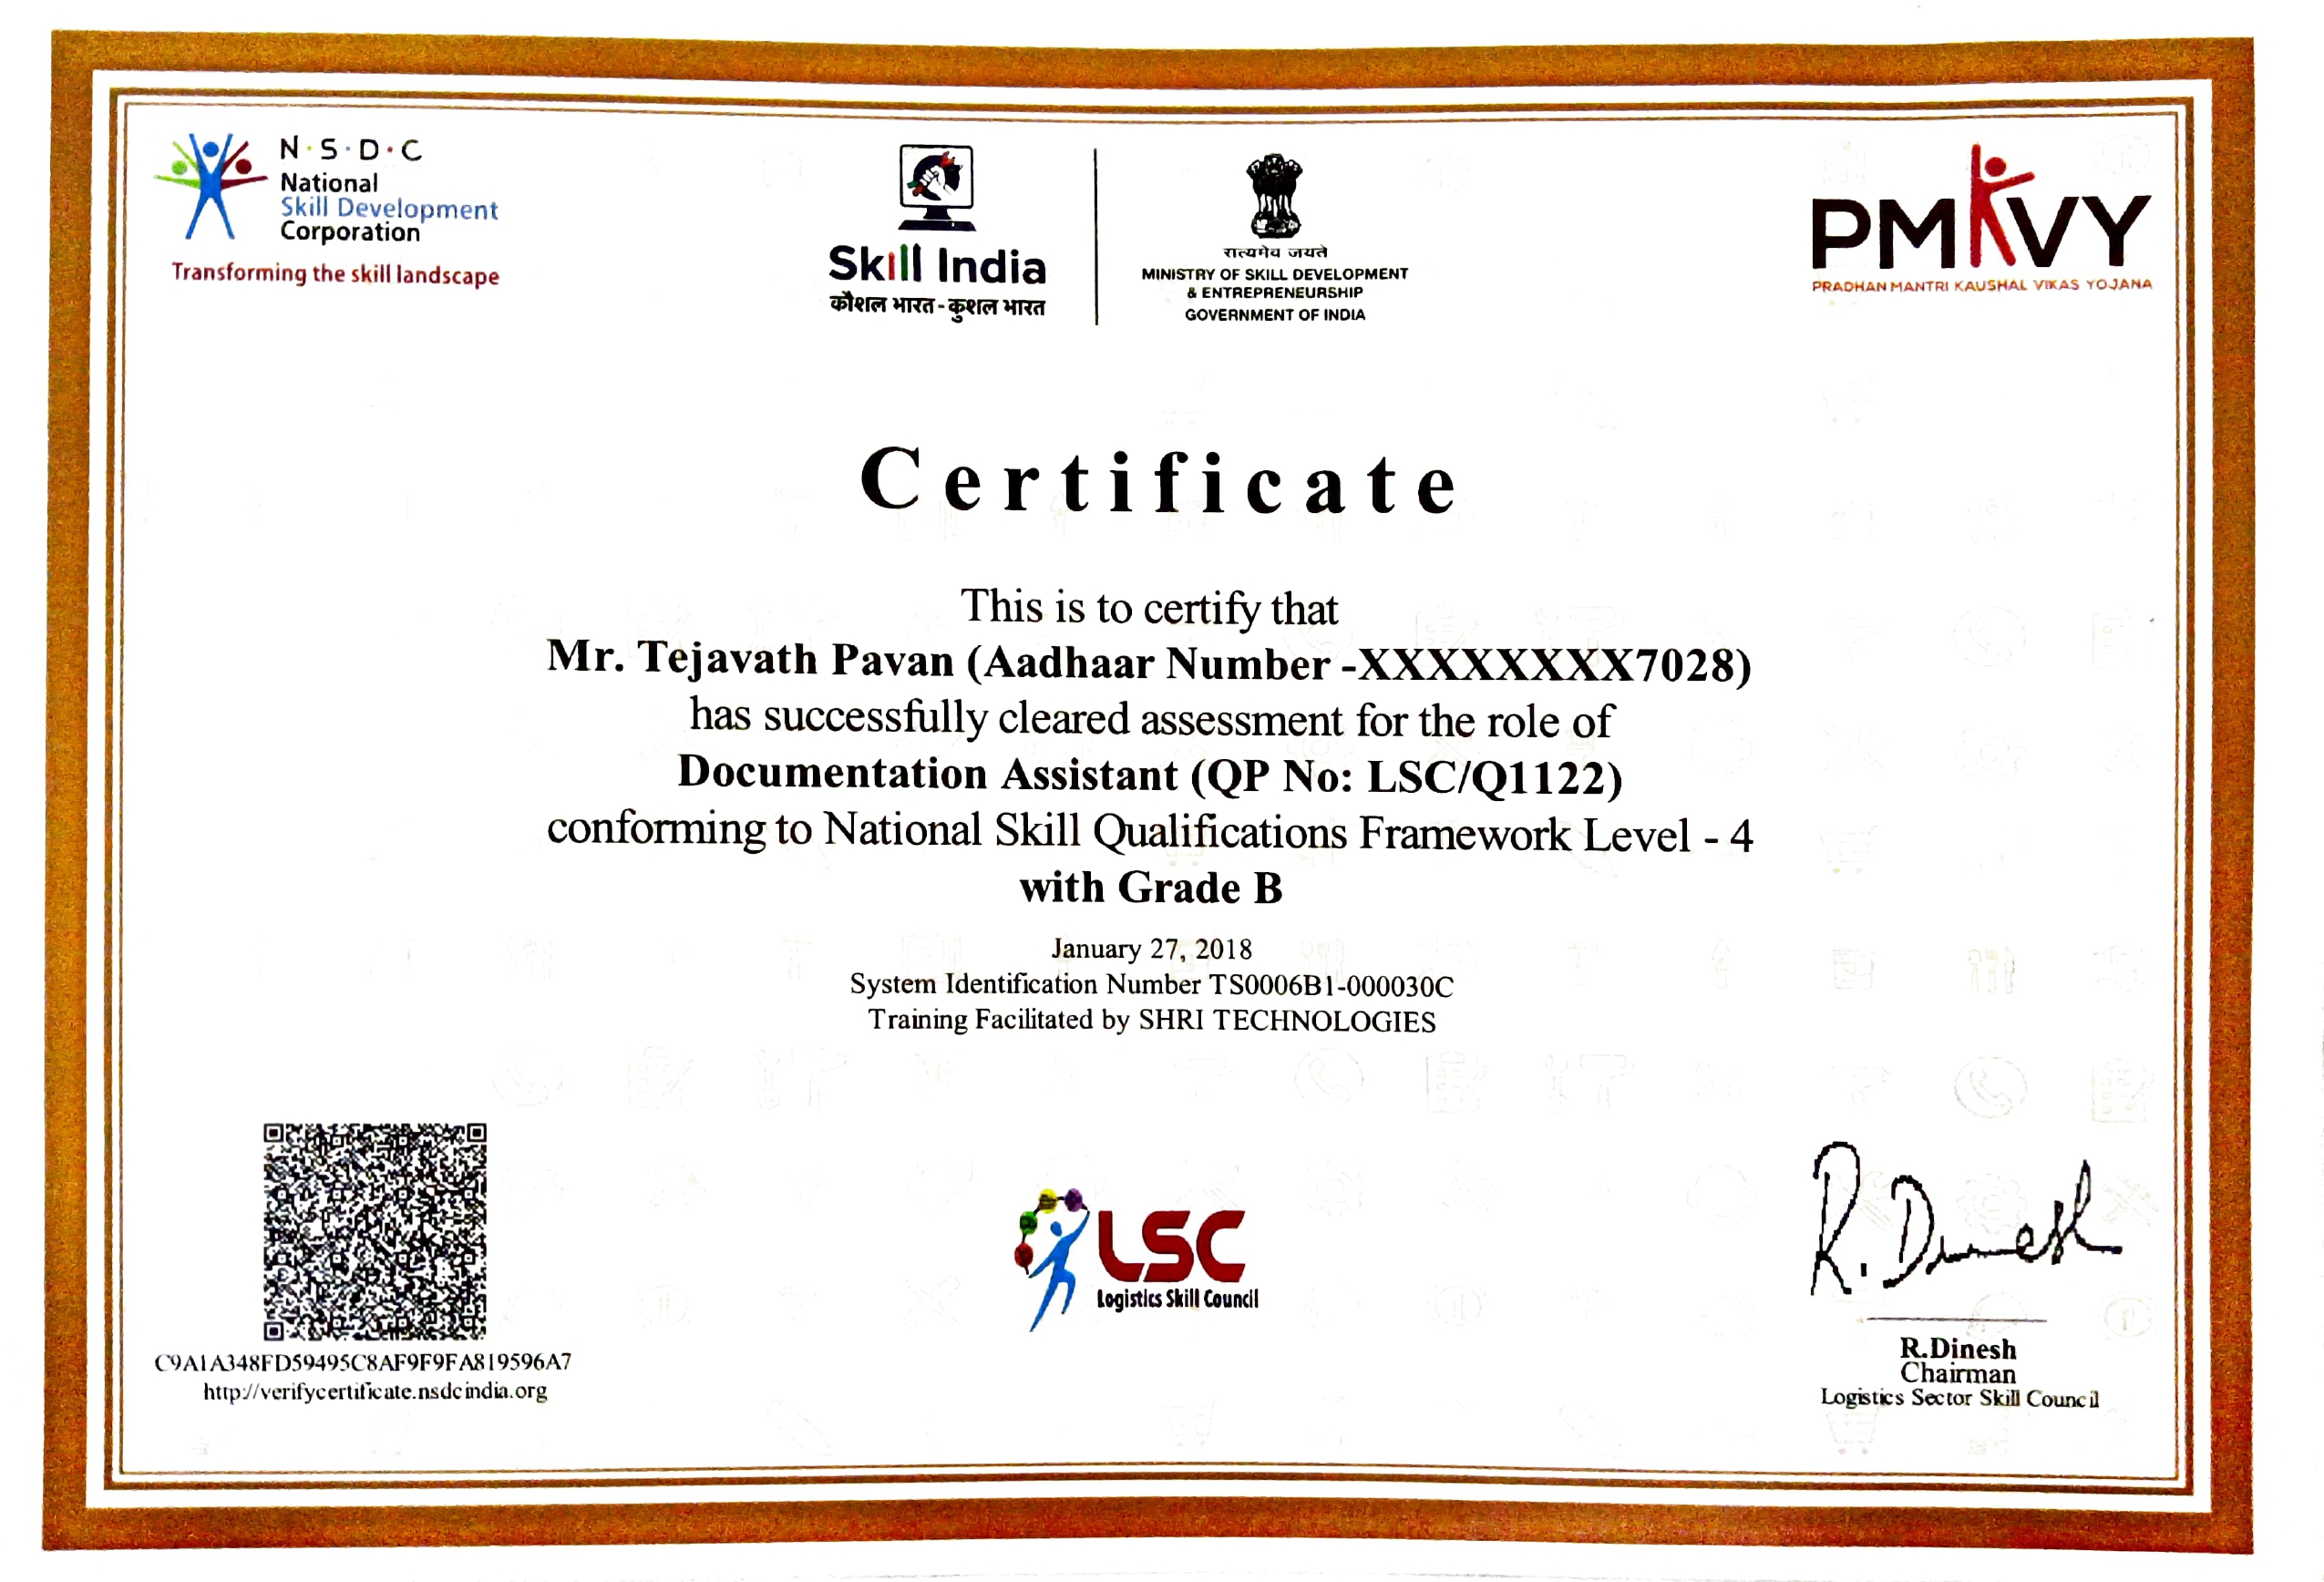 N·S·D·C
National
Skill Development
Corporation
Transforming the skill landscape
Skill India
कौशल भारत - कुशल भारत
सत्यमेव जयते
MINISTRY OF SKILL DEVELOPMENT
& ENTREPRENEURSHIP
GOVERNMENT OF INDIA
PMKVY
PRADHAN MANTRI KAUSHAL VIKAS YOJANA
Certificate
This is to certify that
Mr. Tejavath Pavan (Aadhaar Number -XXXXXXXX7028)
has successfully cleared assessment for the role of
Documentation Assistant (QP No: LSC/Q1122)
conforming to National Skill Qualifications Framework Level - 4
with Grade B
January 27, 2018
System Identification Number TS0006B1-000030C
Training Facilitated by SHRI TECHNOLOGIES
C9A1A348FD59495C8AF9F9FA819596A7
http://verifycertificate.nsdcindia.org
LSC
Logistics Skill Council
R. Dinesh
R.Dinesh
Chairman
Logistics Sector Skill Council